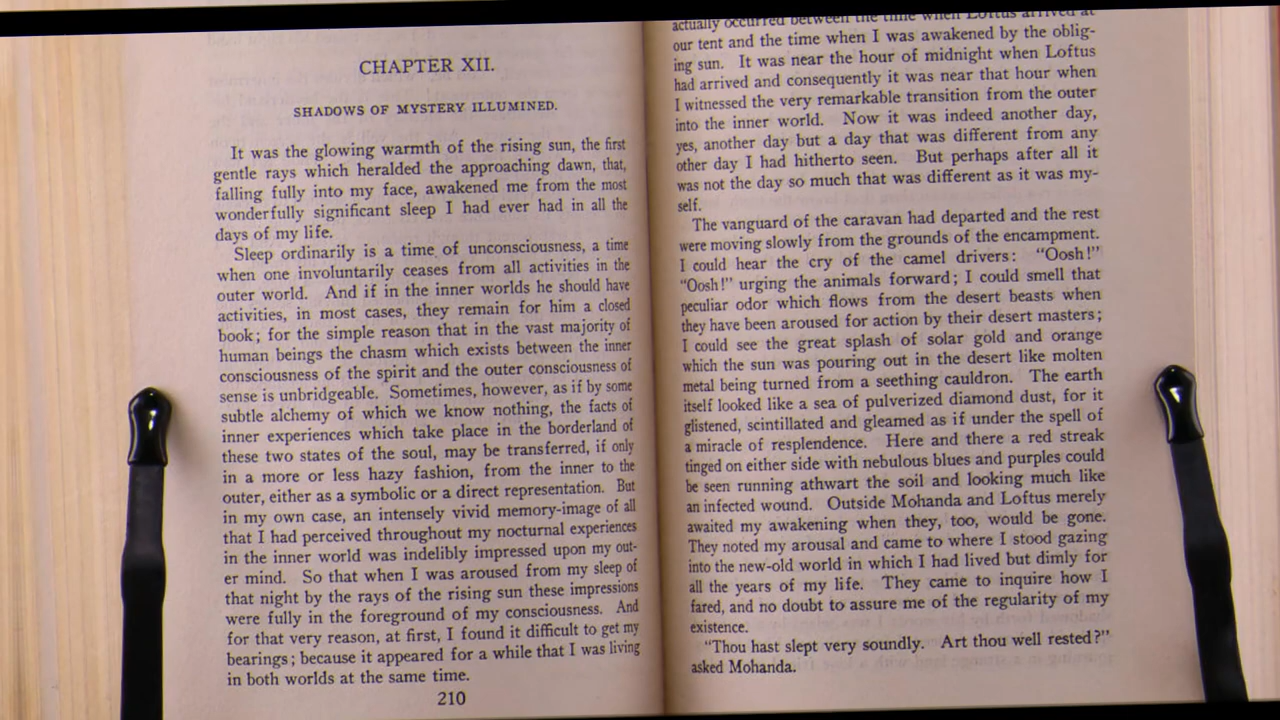 CHAPTER XII.
SHADOWS OF MYSTERY ILLUMINED.
It was the glowing warmth of the rising sun, the first
gentle rays which heralded the approaching dawn, that,
falling fully into my face, awakened me from the most
wonderfully significant sleep I had ever had in all the
days of my life.
Sleep ordinarily is a time of unconsciousness, a time
when one involuntarily ceases from all activities in the
outer world. And if in the inner worlds he should have
activities, in most cases, they remain for him a closed
book; for the simple reason that in the vast majority of
human beings the chasm which exists between the inner
consciousness of the spirit and the outer consciousness of
sense is unbridgeable. Sometimes, however, as if by some
subtle alchemy of which we know nothing, the facts of
inner experiences which take place in the borderland of
these two states of the soul, may be transferred, if only
in a more or less hazy fashion, from the inner to the
outer, either as a symbolic or a direct representation. But
in my own case, an intensely vivid memory-image of all
that I had perceived throughout my nocturnal experiences
in the inner world was indelibly impressed upon my out-
er mind. So that when I was aroused from my sleep of
that night by the rays of the rising sun these impressions
were fully in the foreground of my consciousness. And
for that very reason, at first, I found it difficult to get my
bearings; because it appeared for a while that I was living
in both worlds at the same time.
210
actually occurred between the time when Loftus arrived at
our tent and the time when I was awakened by the oblig-
ing sun. It was near the hour of midnight when Loftus
had arrived and consequently it was near that hour when
I witnessed the very remarkable transition from the outer
into the inner world. Now it was indeed another day,
yes, another day but a day that was different from any
other day I had hitherto seen. But perhaps after all it
was not the day so much that was different as it was my-
self.
The vanguard of the caravan had departed and the rest
were moving slowly from the grounds of the encampment.
I could hear the cry of the camel drivers: "Oosh!"
"Oosh!" urging the animals forward; I could smell that
peculiar odor which flows from the desert beasts when
they have been aroused for action by their desert masters;
I could see the great splash of solar gold and orange
which the sun was pouring out in the desert like molten
metal being turned from a seething cauldron. The earth
itself looked like a sea of pulverized diamond dust, for it
glistened, scintillated and gleamed as if under the spell of
a miracle of resplendence. Here and there a red streak
tinged on either side with nebulous blues and purples could
be seen running athwart the soil and looking much like
an infected wound. Outside Mohanda and Loftus merely
awaited my awakening when they, too, would be gone.
They noted my arousal and came to where I stood gazing
into the new-old world in which I had lived but dimly for
all the years of my life. They came to inquire how I
fared, and no doubt to assure me of the regularity of my
existence.
"Thou hast slept very soundly. Art thou well rested?"
asked Mohanda.